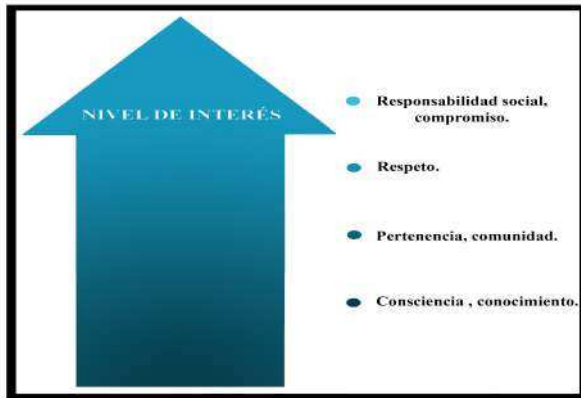 NIVEL DE INTERÉS
Responsabilidad social,
compromiso.
Respeto.
Pertenencia, comunidad.
Consciencia , conocimiento.